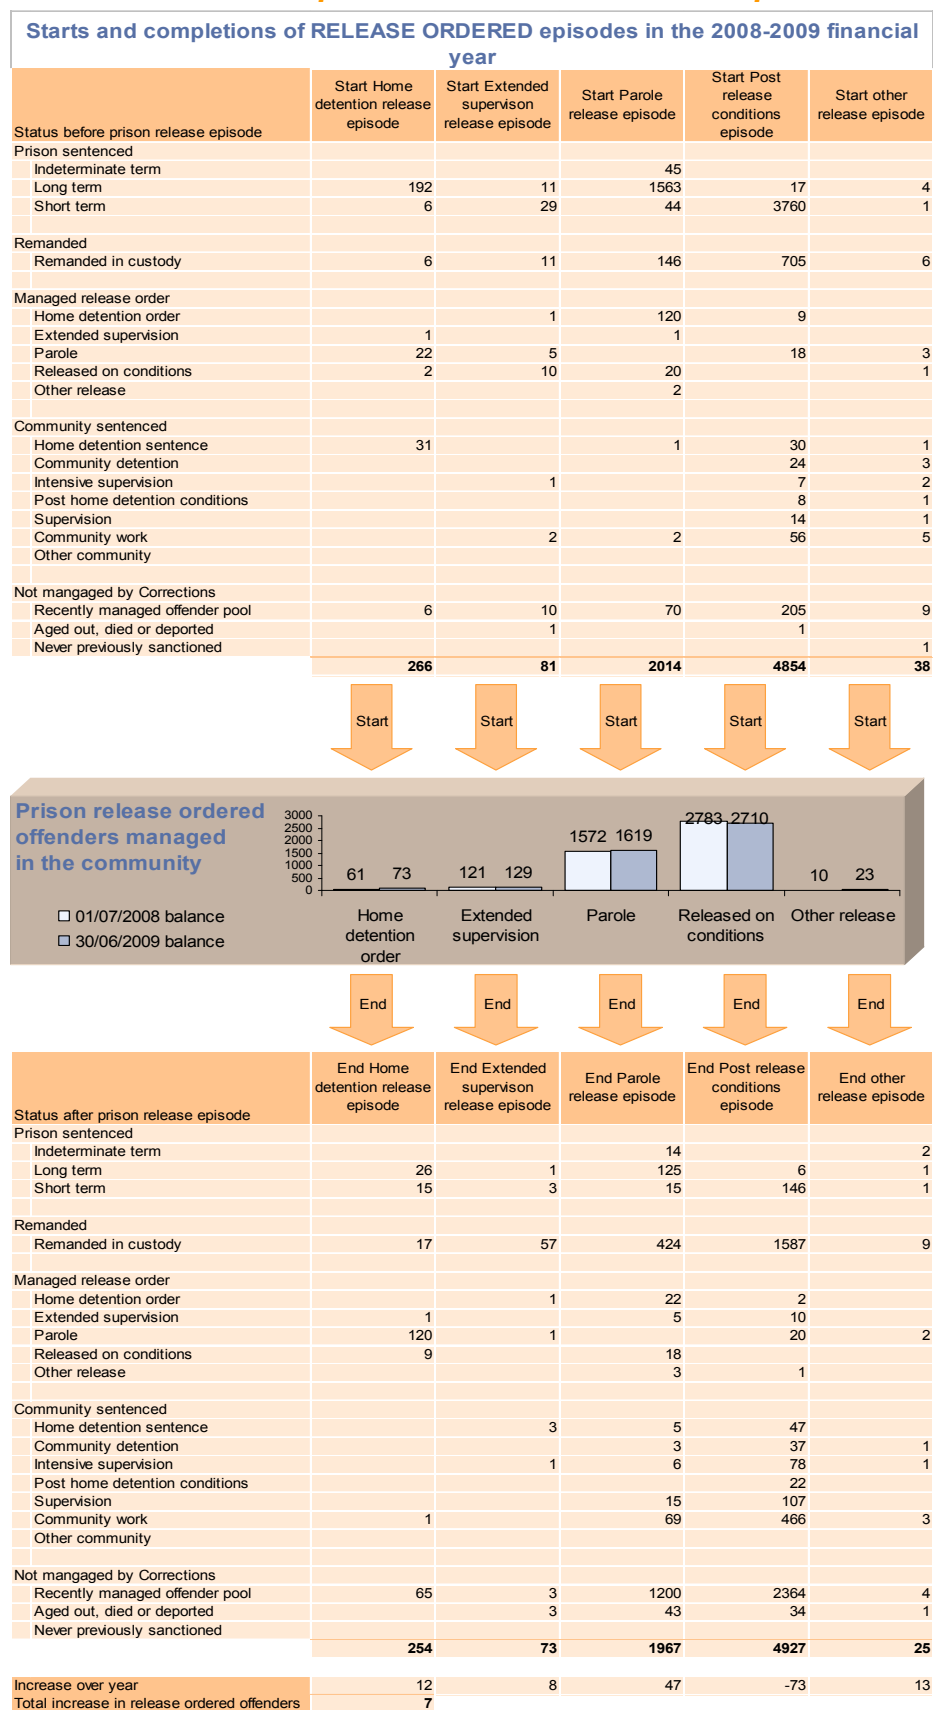 Starts and completions of RELEASE ORDERED episodes in the 2008-2009 financial
year
Status before prison release episode
Start Home detention release episode
Start Extended supervison release episode
Start Parole release episode
Start Post release conditions episode
Start other release episode
Prison sentenced
Indeterminate term 45
Long term 192 11 1563 17 4
Short term 6 29 44 3760 1
Remanded
Remanded in custody 6 11 146 705 6
Managed release order
Home detention order 1 120 9
Extended supervision 1 1
Parole 22 5 18 3
Released on conditions 2 10 20 1
Other release 2
Community sentenced
Home detention sentence 31 1 30 1
Community detention 24 3
Intensive supervision 1 7 2
Post home detention conditions 8 1
Supervision 14 1
Community work 2 2 56 5
Other community
Not mangaged by Corrections
Recently managed offender pool 6 10 70 205 9
Aged out, died or deported 1 1
Never previously sanctioned 1
266 81 2014 4854 38
Start Start Start Start Start
Prison release ordered
offenders managed
in the community
01/07/2008 balance
30/06/2009 balance
3000
2500
2000
1500
1000
500
0
61 73 121 129 1572 1619 2783 2710 10 23
Home detention order
Extended supervision
Parole
Released on conditions
Other release
End End End End End
Status after prison release episode
End Home detention release episode
End Extended supervison release episode
End Parole release episode
End Post release conditions episode
End other release episode
Prison sentenced
Indeterminate term 14 2
Long term 26 1 125 6 1
Short term 15 3 15 146 1
Remanded
Remanded in custody 17 57 424 1587 9
Managed release order
Home detention order 1 22 2
Extended supervision 1 5 10
Parole 120 1 20 2
Released on conditions 9 18
Other release 3 1
Community sentenced
Home detention sentence 3 5 47
Community detention 3 37 1
Intensive supervision 1 6 78 1
Post home detention conditions 22
Supervision 15 107
Community work 1 69 466 3
Other community
Not mangaged by Corrections
Recently managed offender pool 65 3 1200 2364 4
Aged out, died or deported 3 43 34 1
Never previously sanctioned
254 73 1967 4927 25
Increase over year 12 8 47 -73 13
Total increase in release ordered offenders 7